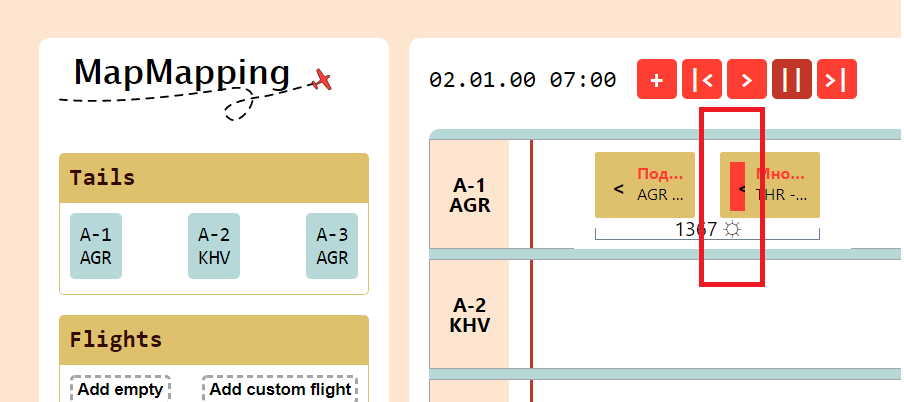 MapMapping
02.01.00 07:00
+
|<
>
||
>|
Tails
A-1
AGR
A-2
KHV
A-3
AGR
Flights
Add empty
Add custom flight
A-1
AGR
<
Под...
AGR ...
<
Мно...
THR -...
1367 ☼
A-2
KHV